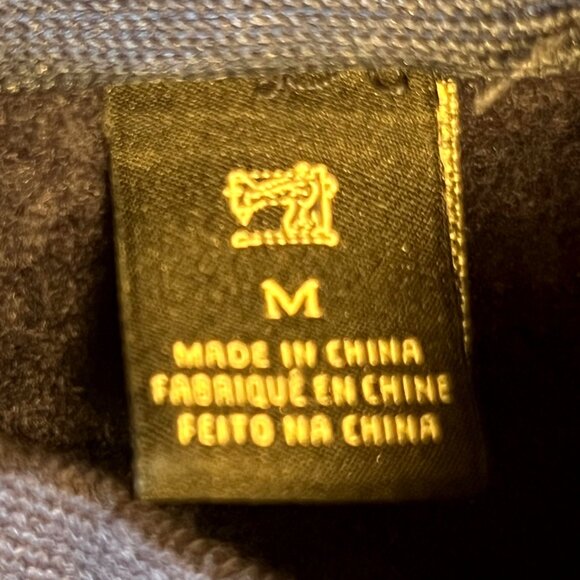 M
MADE IN CHINA
FABRIQUÉ EN CHINE
FEITO NA CHINA